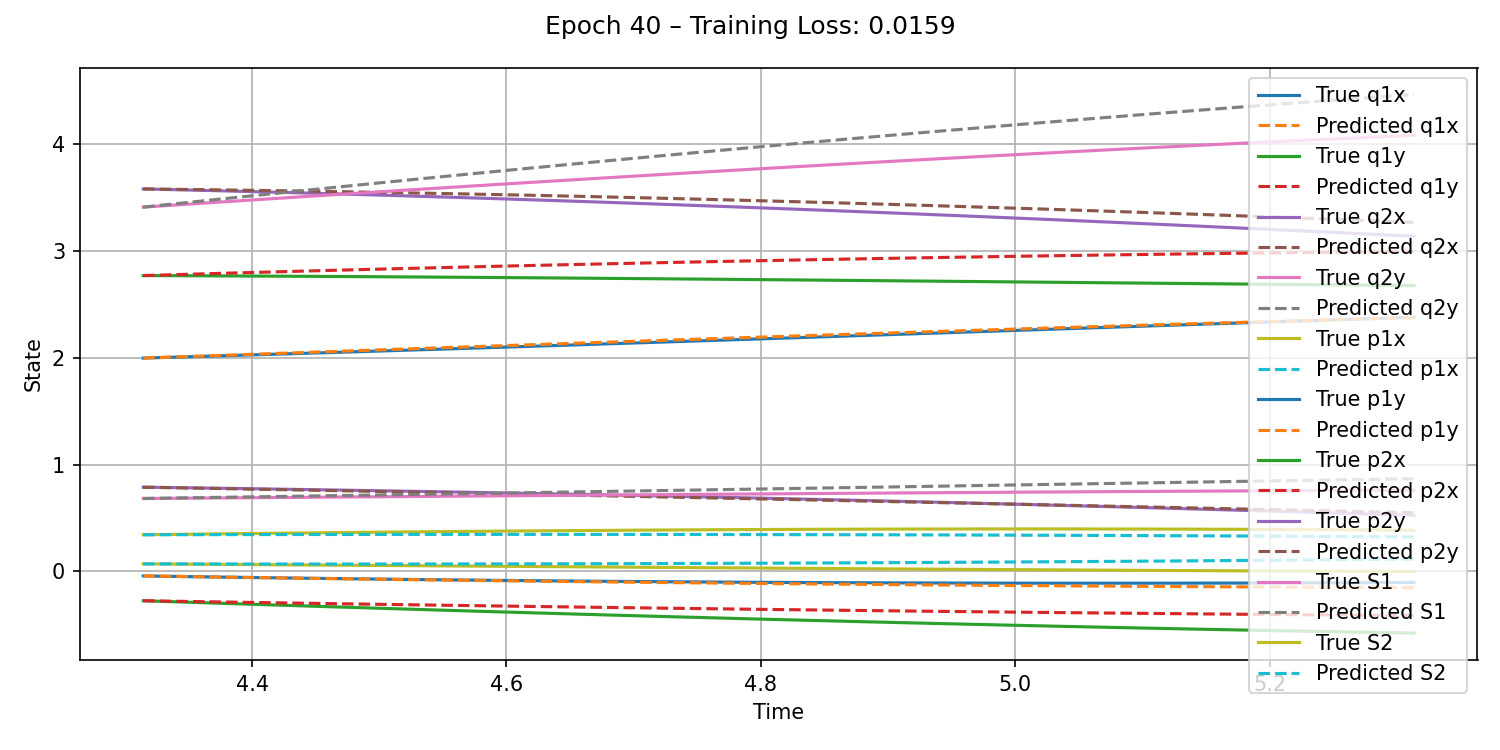 Epoch 40 – Training Loss: 0.0159
State
4
3
2
1
0
4.4
4.6
4.8
5.0
5.2
Time
True q1x
Predicted q1x
True q1y
Predicted q1y
True q2x
Predicted q2x
True q2y
Predicted q2y
True p1x
Predicted p1x
True p1y
Predicted p1y
True p2x
Predicted p2x
True p2y
Predicted p2y
True S1
Predicted S1
True S2
Predicted S2